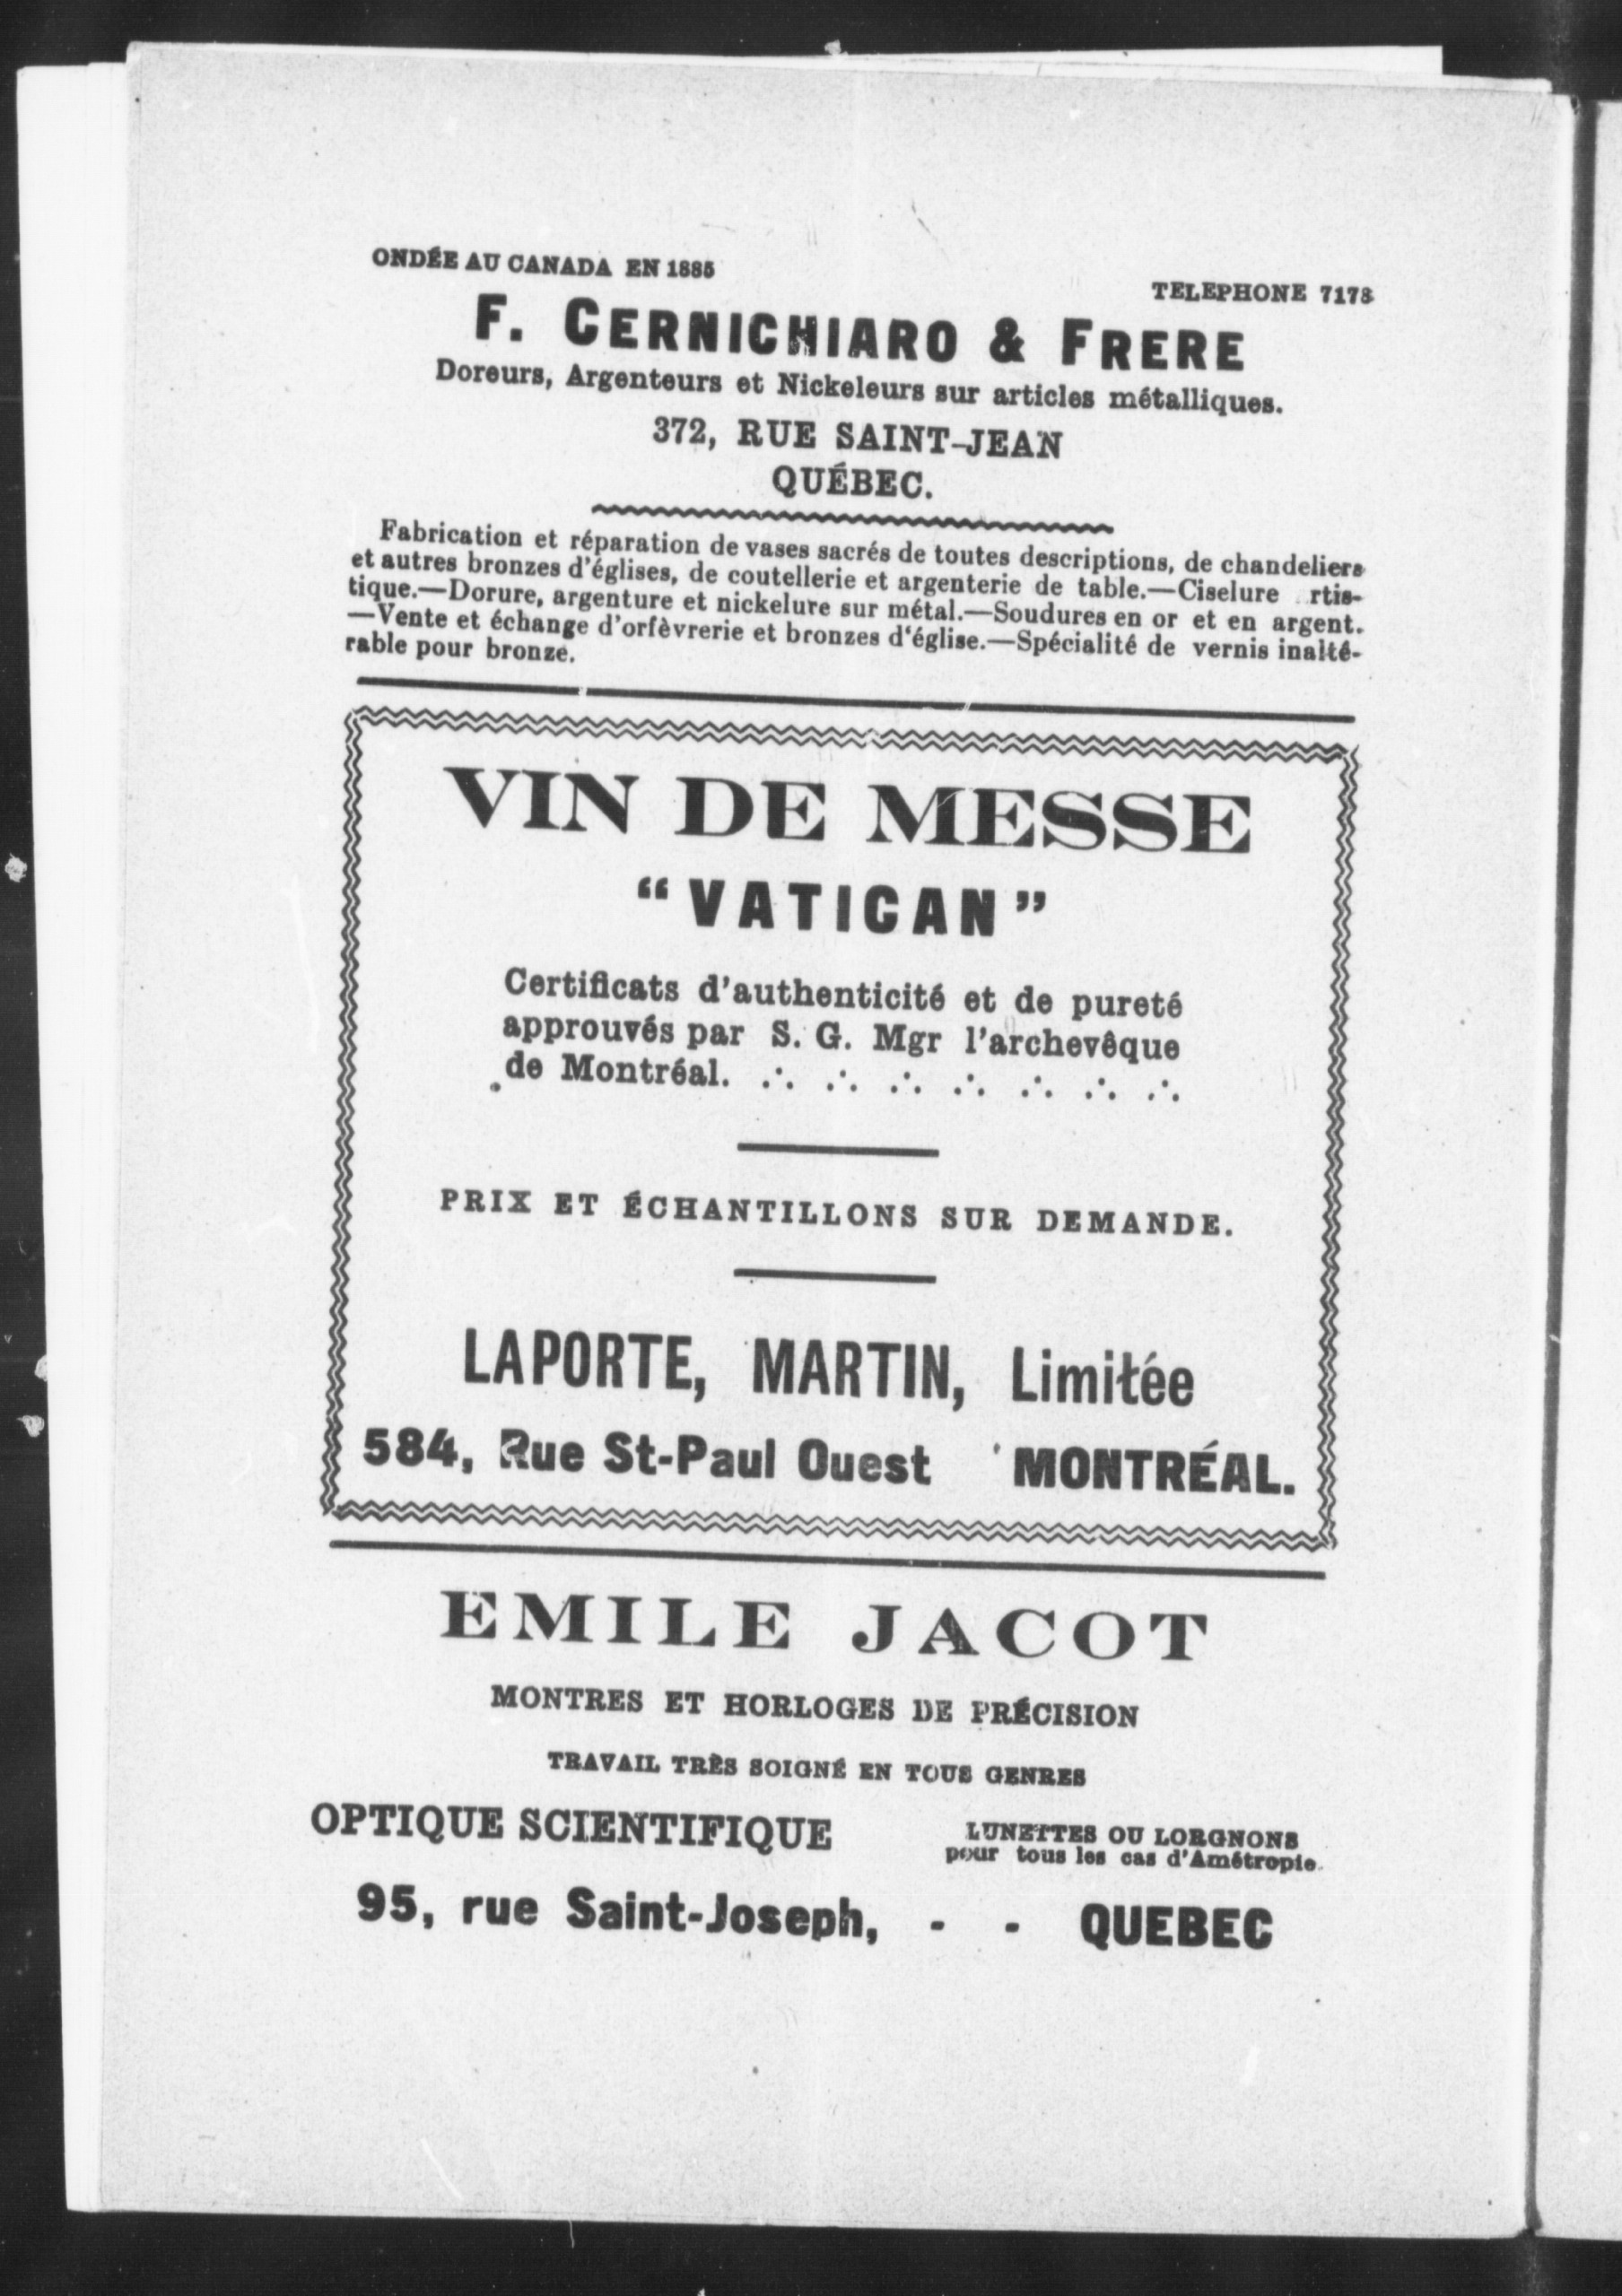 ONDÉE AU CANADA EN 1885
TELEPHONE 7173
F. CERNICHIARO & FRERE
Doreurs, Argenteurs et Nickeleurs sur articles métalliques.
372, RUE SAINT-JEAN
QUÉBEC.
Fabrication et réparation de vases sacrés de toutes descriptions, de chandeliers
et autres bronzes d'églises, de coutellerie et argenterie de table.—Ciselure rtis-
tique.—Dorure, argenture et nickelure sur métal.—Soudures en or et en argent.
—Vente et échange d'orfèvrerie et bronzes d'église.—Spécialité de vernis inalté-
rable pour bronze.
VIN DE MESSE
“VATICAN”
Certificats d'authenticité et de pureté
approuvés par S. G. Mgr l'archevêque
de Montréal. ∴ ∴ ∴ ∴ ∴ ∴ ∴
PRIX ET ÉCHANTILLONS SUR DEMANDE.
LAPORTE, MARTIN, Limitée
584, Rue St-Paul Ouest MONTRÉAL.
EMILE JACOT
MONTRES ET HORLOGES DE PRÉCISION
TRAVAIL TRÈS SOIGNÉ EN TOUS GENRES
OPTIQUE SCIENTIFIQUE
LUNETTES OU LORGNONS
pour tous les cas d'Amétropie.
95, rue Saint-Joseph, - - QUEBEC